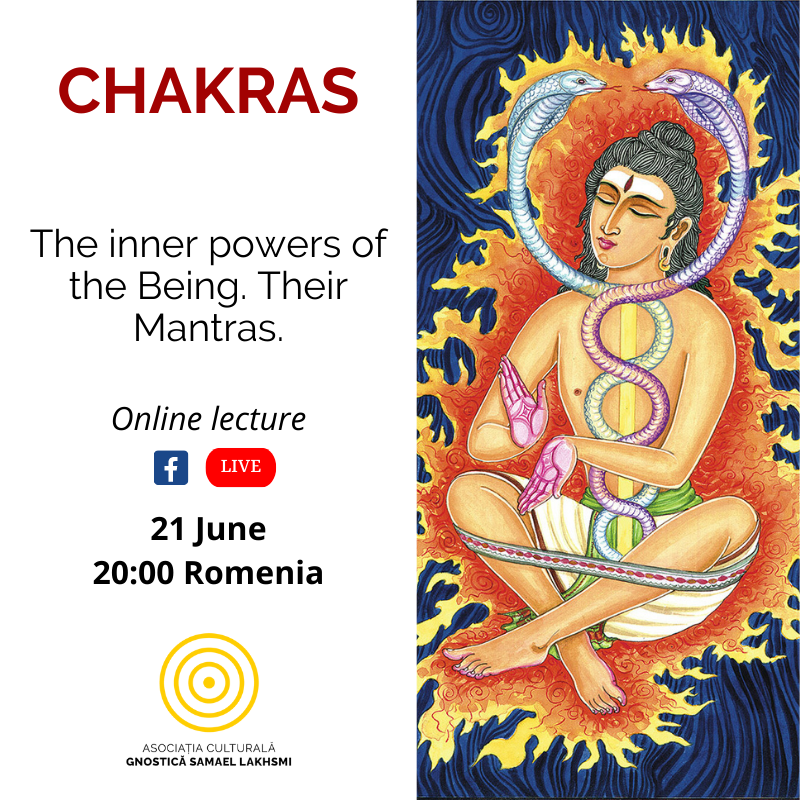 CHAKRAS
The inner powers of
the Being. Their
Mantras.
Online lecture
f LIVE
21 June
20:00 Romenia
ASOCIAȚIA CULTURALĂ
GNOSTICĂ SAMAEL LAKHSMI